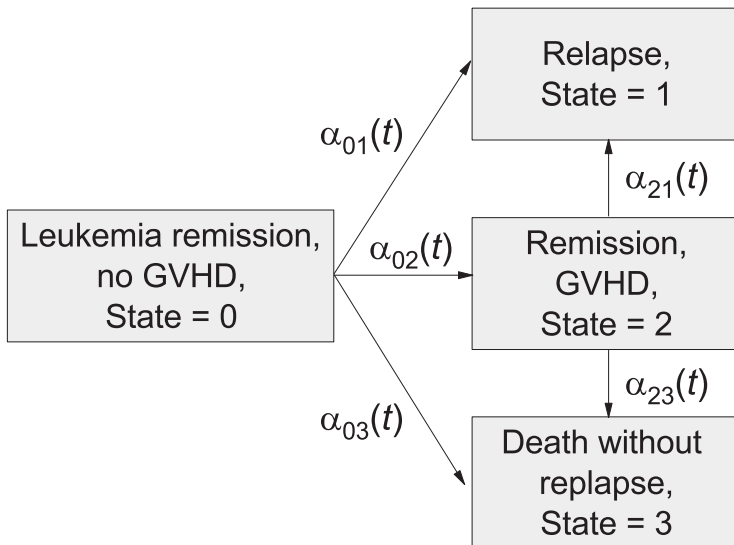 Relapse,
State = 1
α01(t)
α21(t)
Leukemia remission,
no GVHD,
State = 0
α02(t)
Remission,
GVHD,
State = 2
α23(t)
α03(t)
Death without
replapse,
State = 3